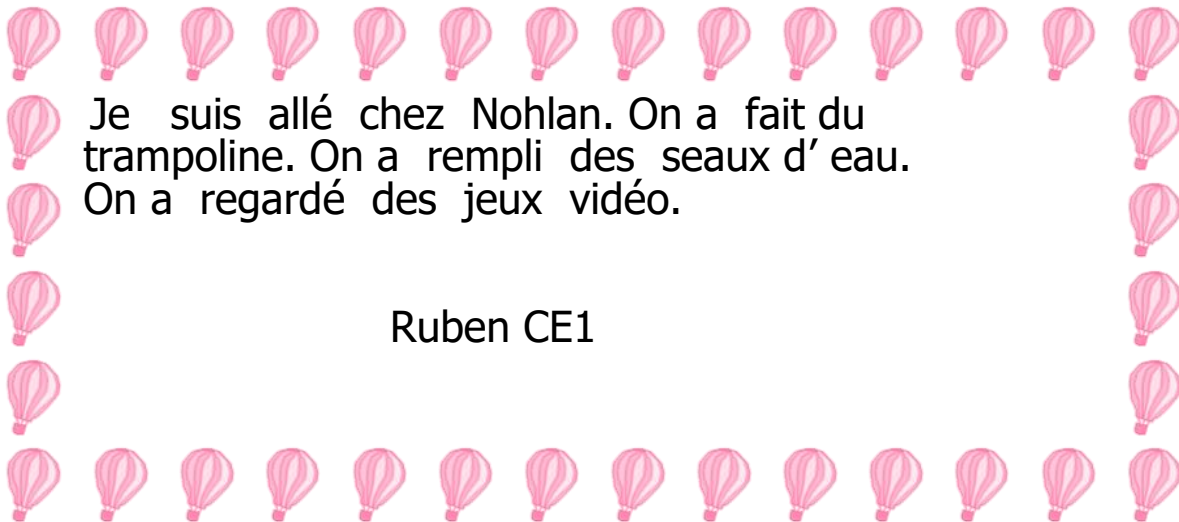 Je suis allé chez Nohlan. On a fait du
trampoline. On a rempli des seaux d’ eau.
On a regardé des jeux vidéo.
Ruben CE1